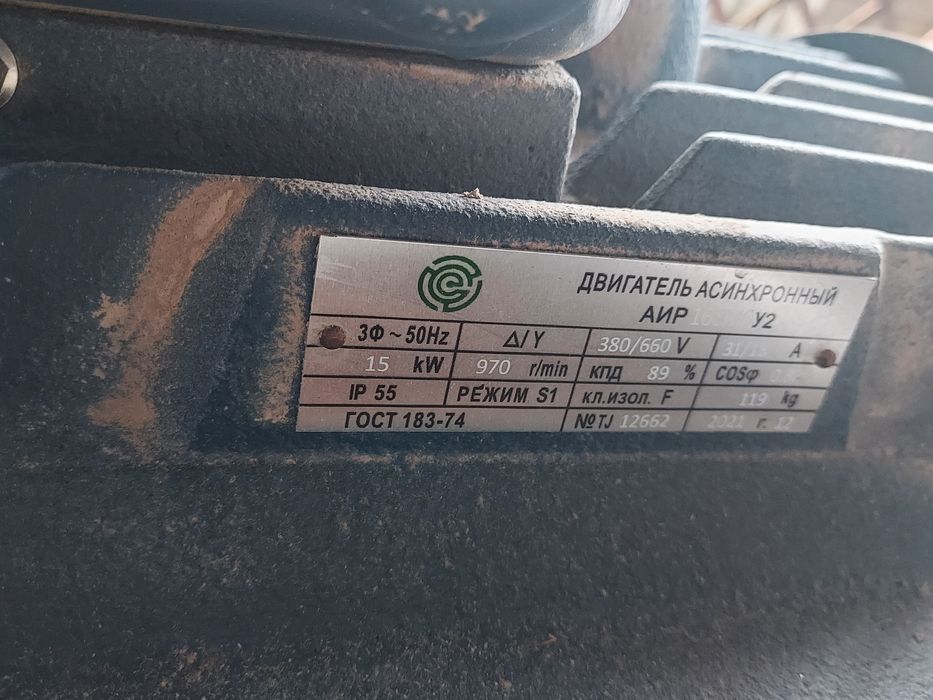 ДВИГАТЕЛЬ АСИНХРОННЫЙ
АИР У2
3Ф ~ 50Hz Δ/Y 380/660 V A
15 kW 970 r/min КПД 89 % COSφ
IP 55 РЕЖИМ S1 КЛ.ИЗОЛ. F 119 kg
ГОСТ 183-74 №TJ 12662 2021 г. 12